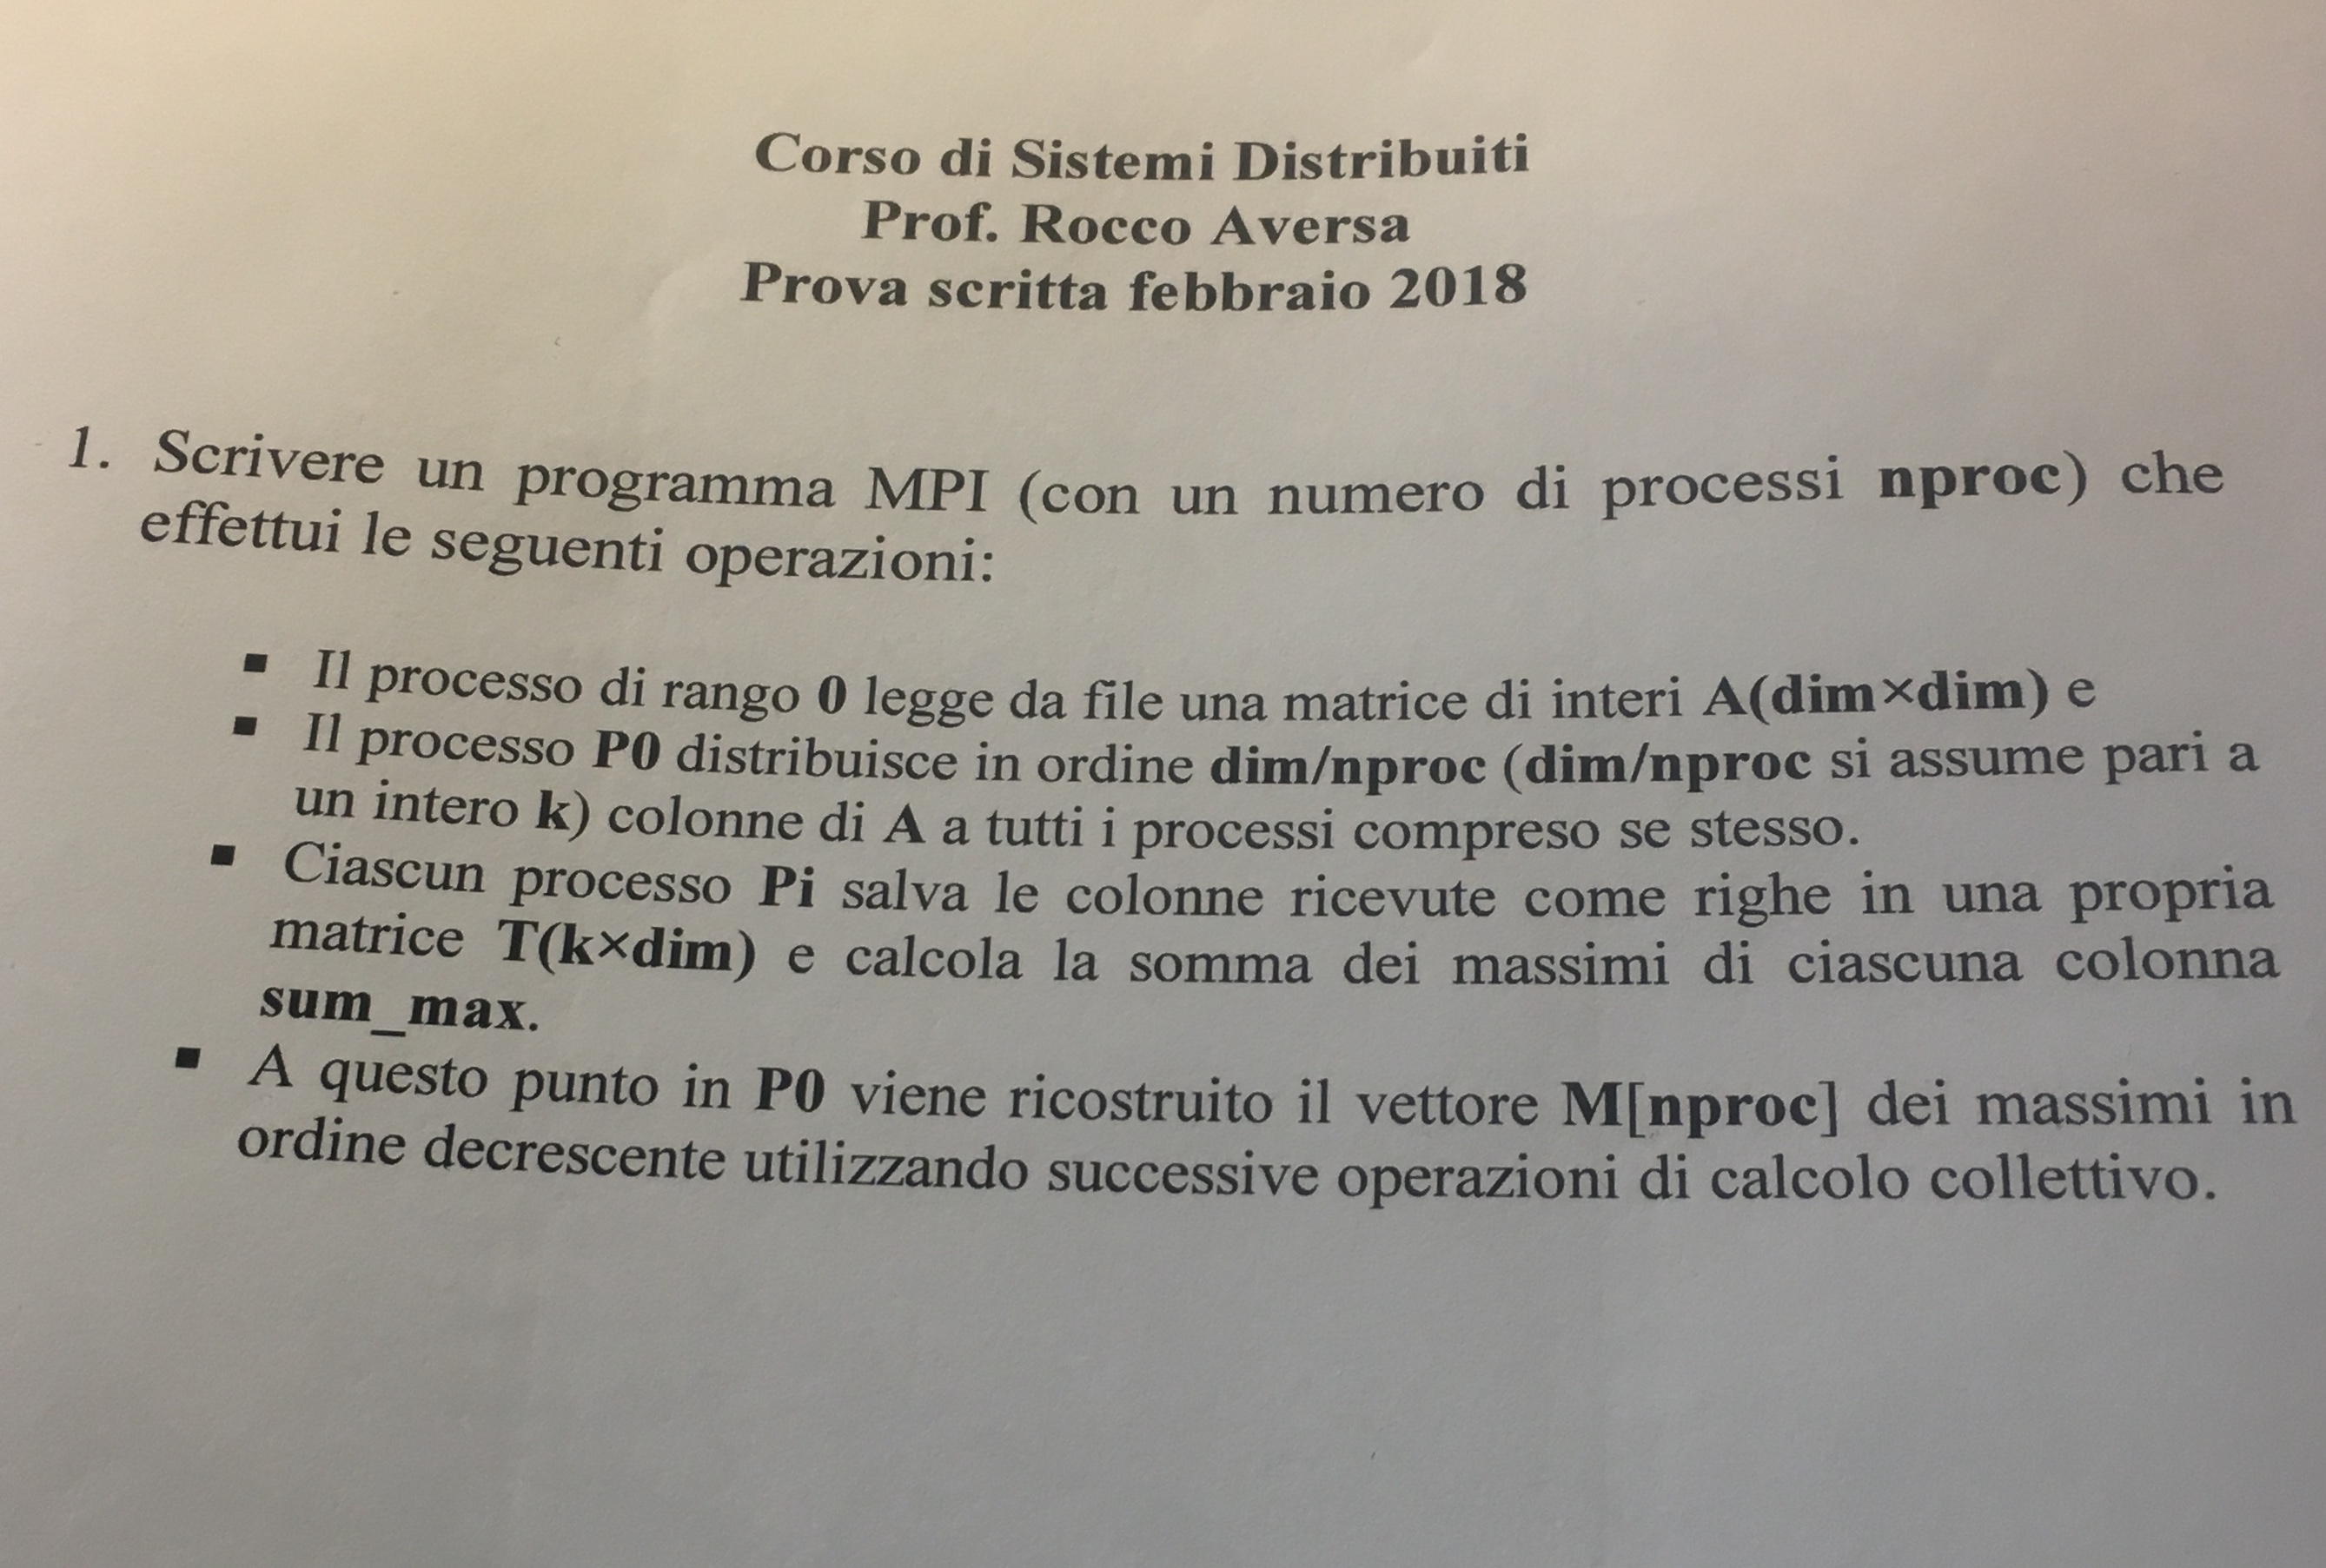 Corso di Sistemi Distribuiti
Prof. Rocco Aversa
Prova scritta febbraio 2018
1. Scrivere un programma MPI (con un numero di processi nproc) che
effettui le seguenti operazioni:
▪ Il processo di rango 0 legge da file una matrice di interi A(dim×dim) e
▪ Il processo P0 distribuisce in ordine dim/nproc (dim/nproc si assume pari a
un intero k) colonne di A a tutti i processi compreso se stesso.
▪ Ciascun processo Pi salva le colonne ricevute come righe in una propria
matrice T(k×dim) e calcola la somma dei massimi di ciascuna colonna
sum_max.
▪ A questo punto in P0 viene ricostruito il vettore M[nproc] dei massimi in
ordine decrescente utilizzando successive operazioni di calcolo collettivo.